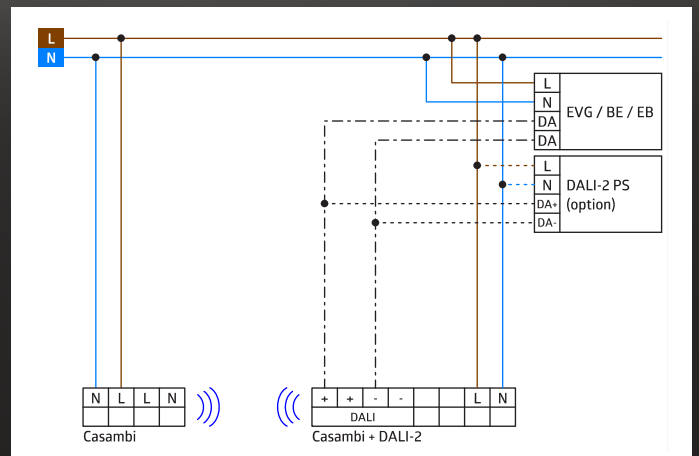 L
N
L
N
DA
DA
EVG / BE / EB
L
N
DA+
DA-
DALI-2 PS
(option)
N L L N
Casambi
+ + - - L N
DALI
Casambi + DALI-2